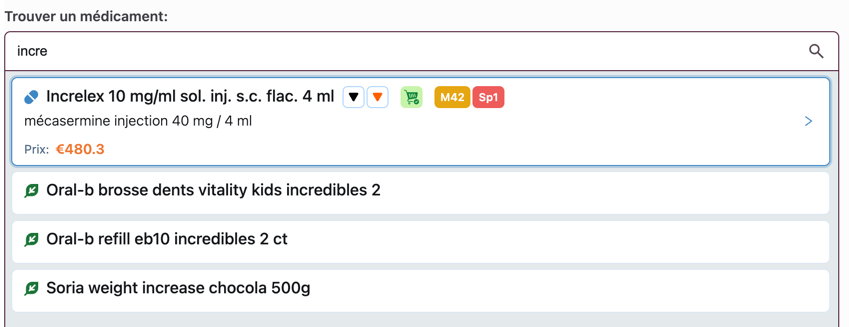 Trouver un médicament:
incre
Increlex 10 mg/ml sol. inj. s.c. flac. 4 ml M42 Sp1
mécasermine injection 40 mg / 4 ml
Prix: €480.3
Oral-b brosse dents vitality kids incredibles 2
Oral-b refill eb10 incredibles 2 ct
Soria weight increase chocola 500g